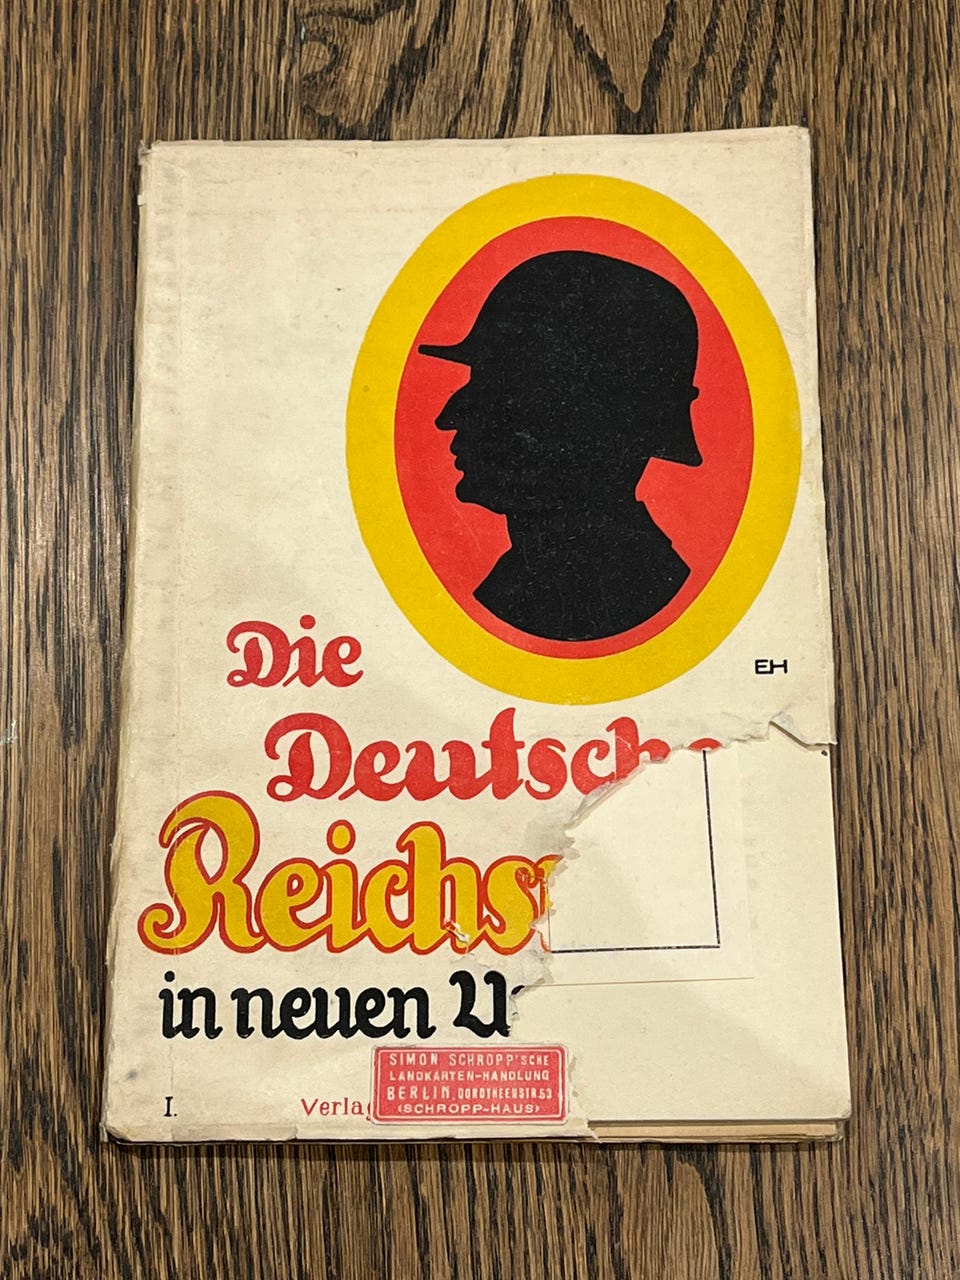 EH
Die
Deutsch
Reichs
in neuen U
SIMON SCHROPP'SCHE
LANDKARTEN-HANDLUNG
BERLIN, DOROTHEENSTR.53
(SCHROPP-HAUS)
I. Verlag